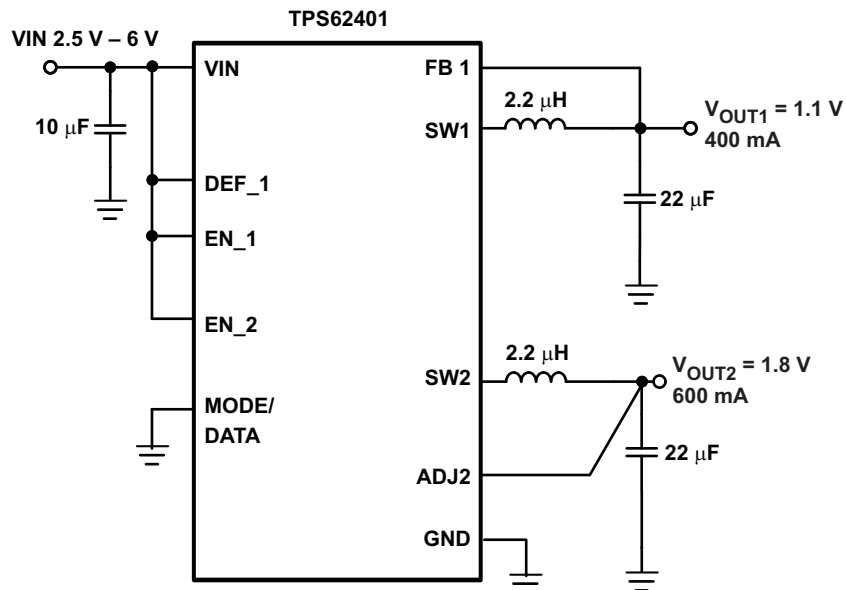 TPS62401
VIN 2.5 V – 6 V
VIN
FB 1
2.2 μH
10 μF
SW1
VOUT1 = 1.1 V
400 mA
DEF_1
22 μF
EN_1
EN_2
2.2 μH
SW2
VOUT2 = 1.8 V
600 mA
MODE/
DATA
22 μF
ADJ2
GND